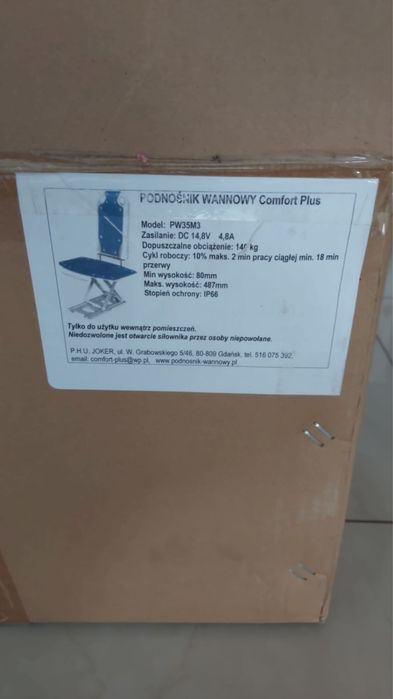 PODNOŚNIK WANNOWY Comfort Plus
Model: PW35M3
Zasilanie: DC 14,8V 4,8A
Dopuszczalne obciążenie: 140 kg
Cykl roboczy: 10% maks. 2 min pracy ciągłej min. 18 min
przerwy
Min wysokość: 80mm
Maks. wysokość: 487mm
Stopień ochrony: IP66
Tylko do użytku wewnątrz pomieszczeń.
Niedozwolone jest otwarcie siłownika przez osoby niepowołane.
P.H.U. JOKER, ul. W. Grabowskiego 5/46, 80-809 Gdańsk, tel. 516 075 392,
email: comfort-plus@wp.pl, www.podnosnik-wannowy.pl